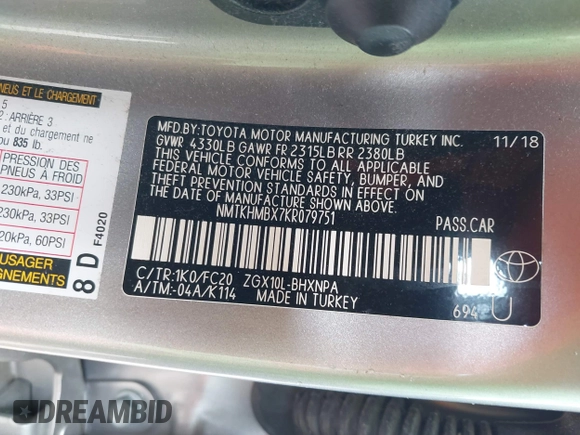 PNEUS ET LE CHARGEMENT
5
2: ARRIÈRE 3
et du chargement ne
ou 835 lb.
PRESSION DES
PNEUS À FROID
230kPa, 33PSI
230kPa, 33PSI
20kPa, 60PSI
USAGER
GNEMENTS
8 D F4020
MFD.BY:TOYOTA MOTOR MANUFACTURING TURKEY INC. 11/18
GVWR 4330LB GAWR FR 2315LB RR 2380LB
THIS VEHICLE CONFORMS TO ALL APPLICABLE
FEDERAL MOTOR VEHICLE SAFETY, BUMPER, AND
THEFT PREVENTION STANDARDS IN EFFECT ON
THE DATE OF MANUFACTURE SHOWN ABOVE.
NMTKHMBX7KR079751 PASS.CAR
C/TR:1K0/FC20 ZGX10L-BHXNPA
A/TM:-04A/K114 MADE IN TURKEY
694 U
DREAMBID